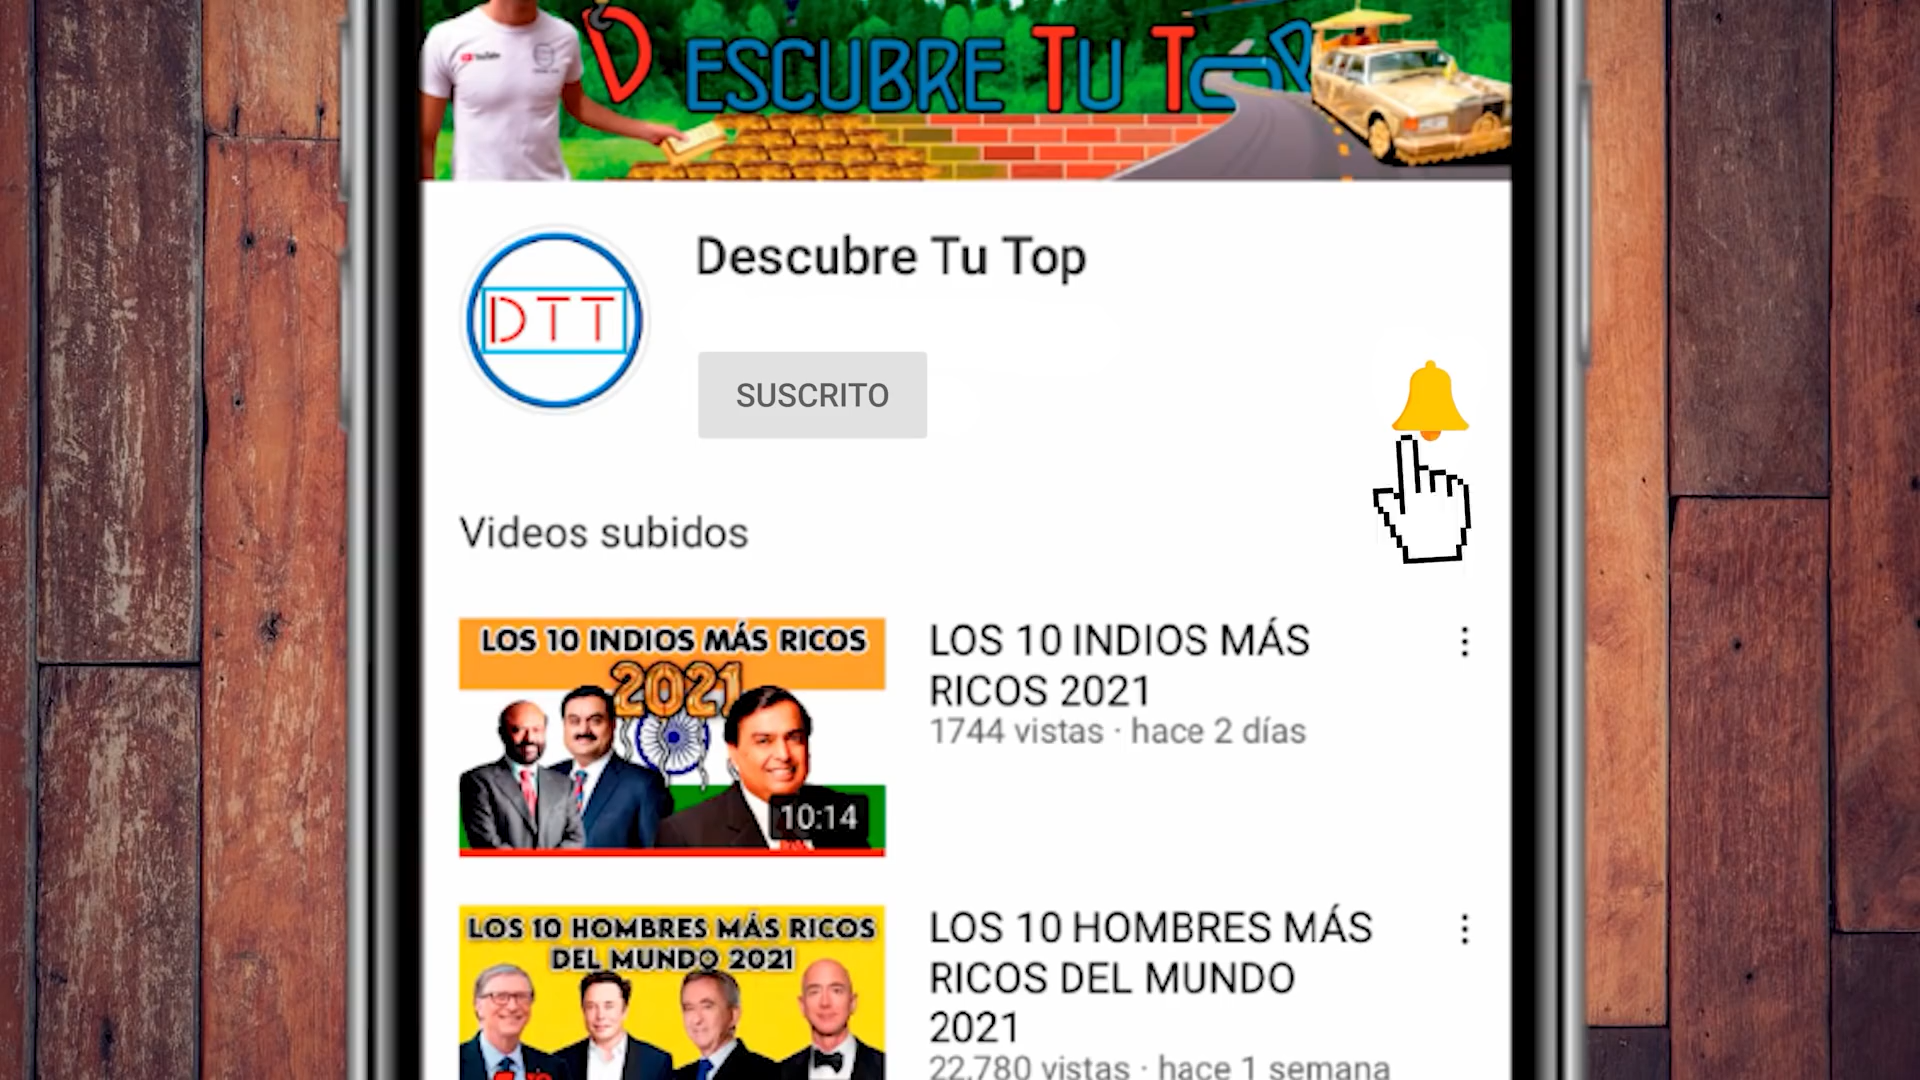 DESCUBRE TU TOP
Descubre Tu Top
DTT
SUSCRITO
Videos subidos
LOS 10 INDIOS MÁS RICOS
2021
10:14
LOS 10 INDIOS MÁS
RICOS 2021
1744 vistas · hace 2 días
LOS 10 HOMBRES MÁS RICOS
DEL MUNDO 2021
LOS 10 HOMBRES MÁS
RICOS DEL MUNDO
2021
22.780 vistas · hace 1 semana